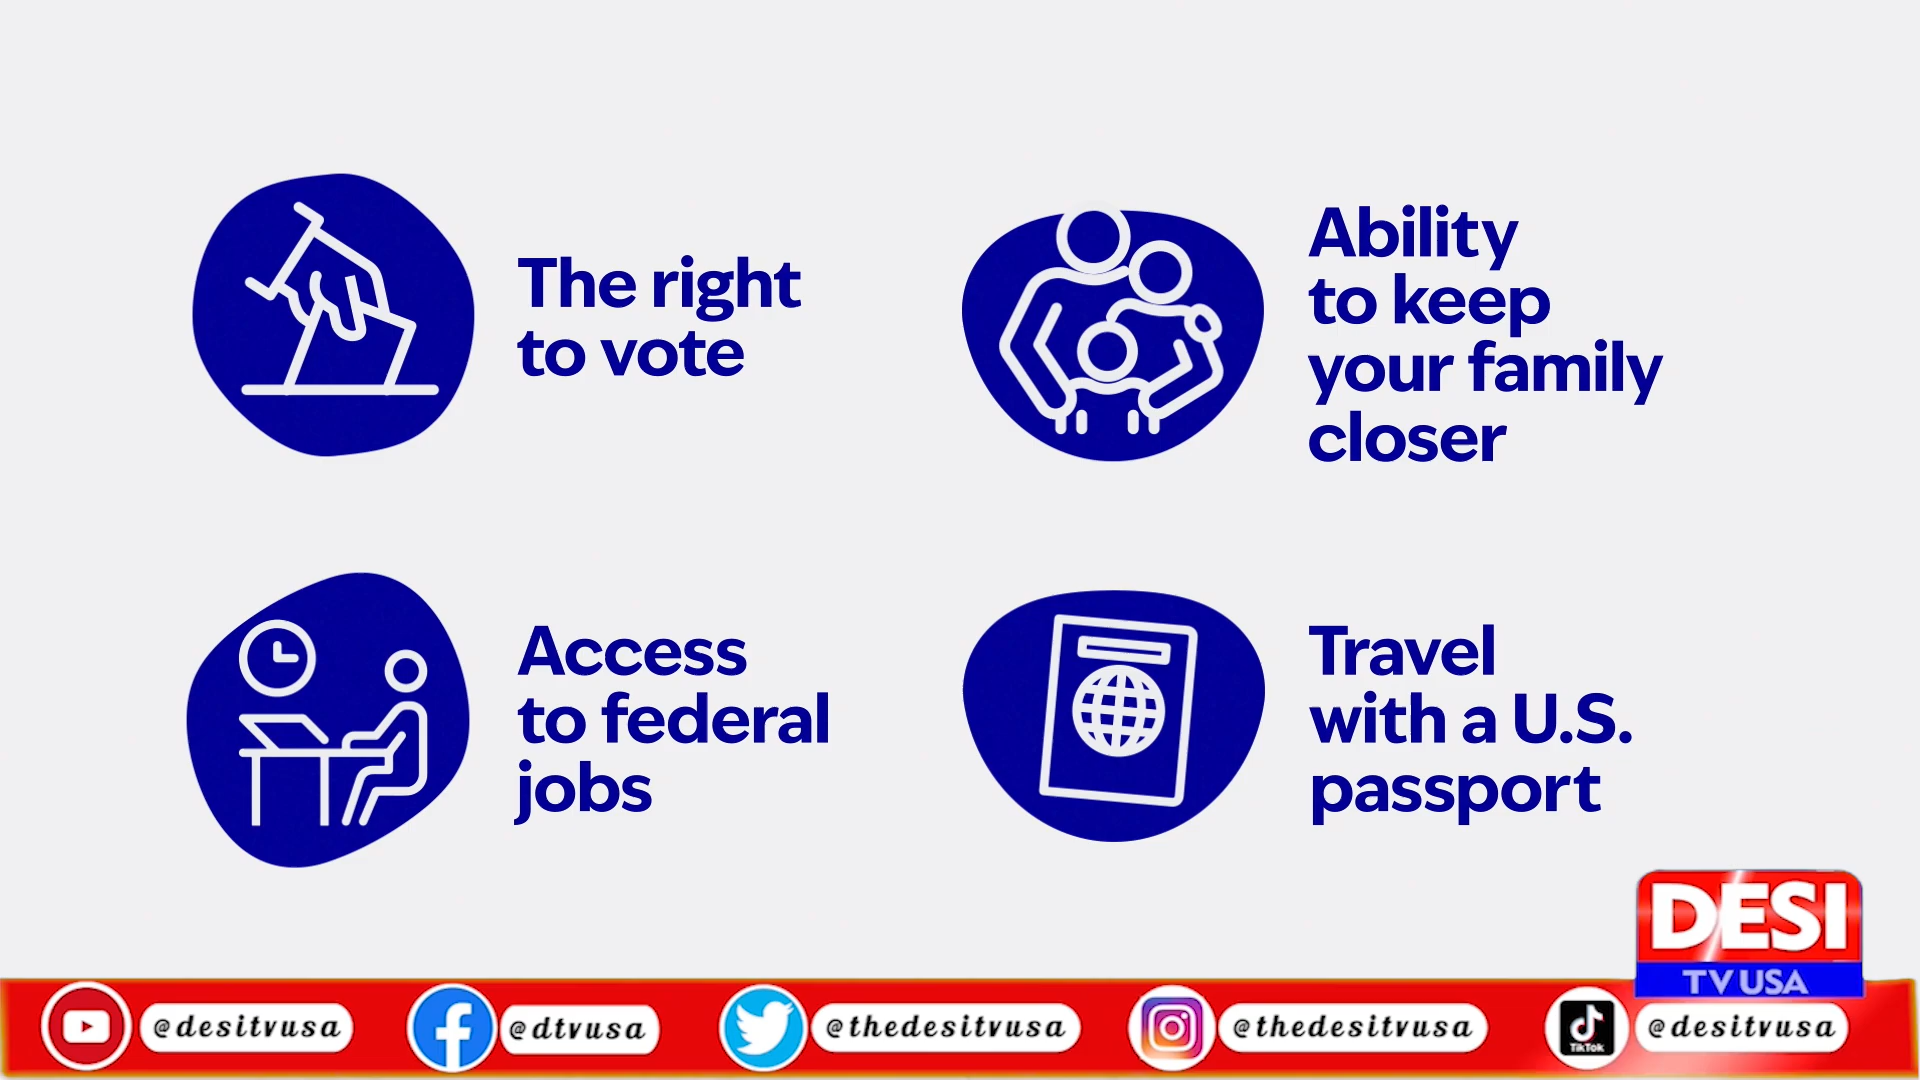 The right
to vote
Ability
to keep
your family
closer
Access
to federal
jobs
Travel
with a U.S.
passport
DESI
TV USA
@desitvusa
@dtvusa
@thedesitvusa
@thedesitvusa
TikTok
@desitvusa